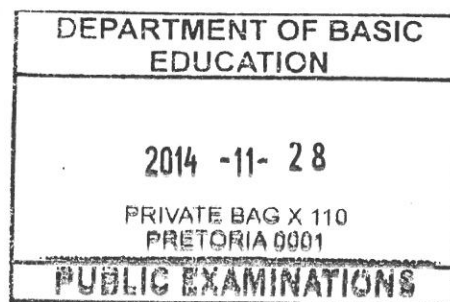 DEPARTMENT OF BASIC
EDUCATION
2014 -11- 28
PRIVATE BAG X 110
PRETORIA 0001
PUBLIC EXAMINATIONS